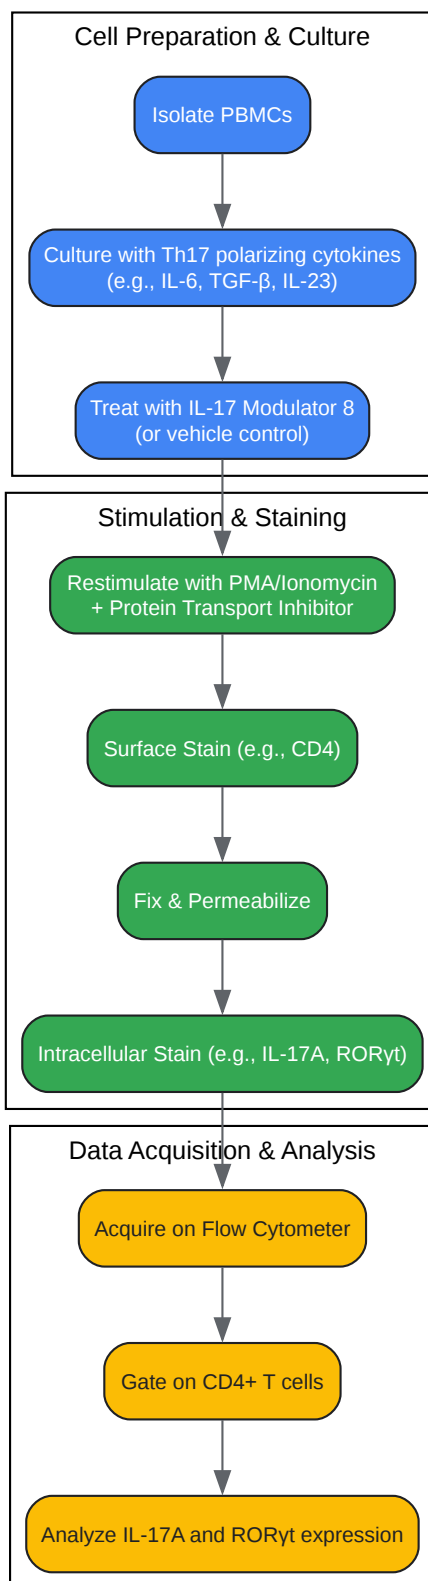 Cell Preparation & Culture
Isolate PBMCs
Culture with Th17 polarizing cytokines
(e.g., IL-6, TGF-β, IL-23)
Treat with IL-17 Modulator 8
(or vehicle control)
Stimulation & Staining
Restimulate with PMA/Ionomycin
+ Protein Transport Inhibitor
Surface Stain (e.g., CD4)
Fix & Permeabilize
Intracellular Stain (e.g., IL-17A, RORγt)
Data Acquisition & Analysis
Acquire on Flow Cytometer
Gate on CD4+ T cells
Analyze IL-17A and RORγt expression